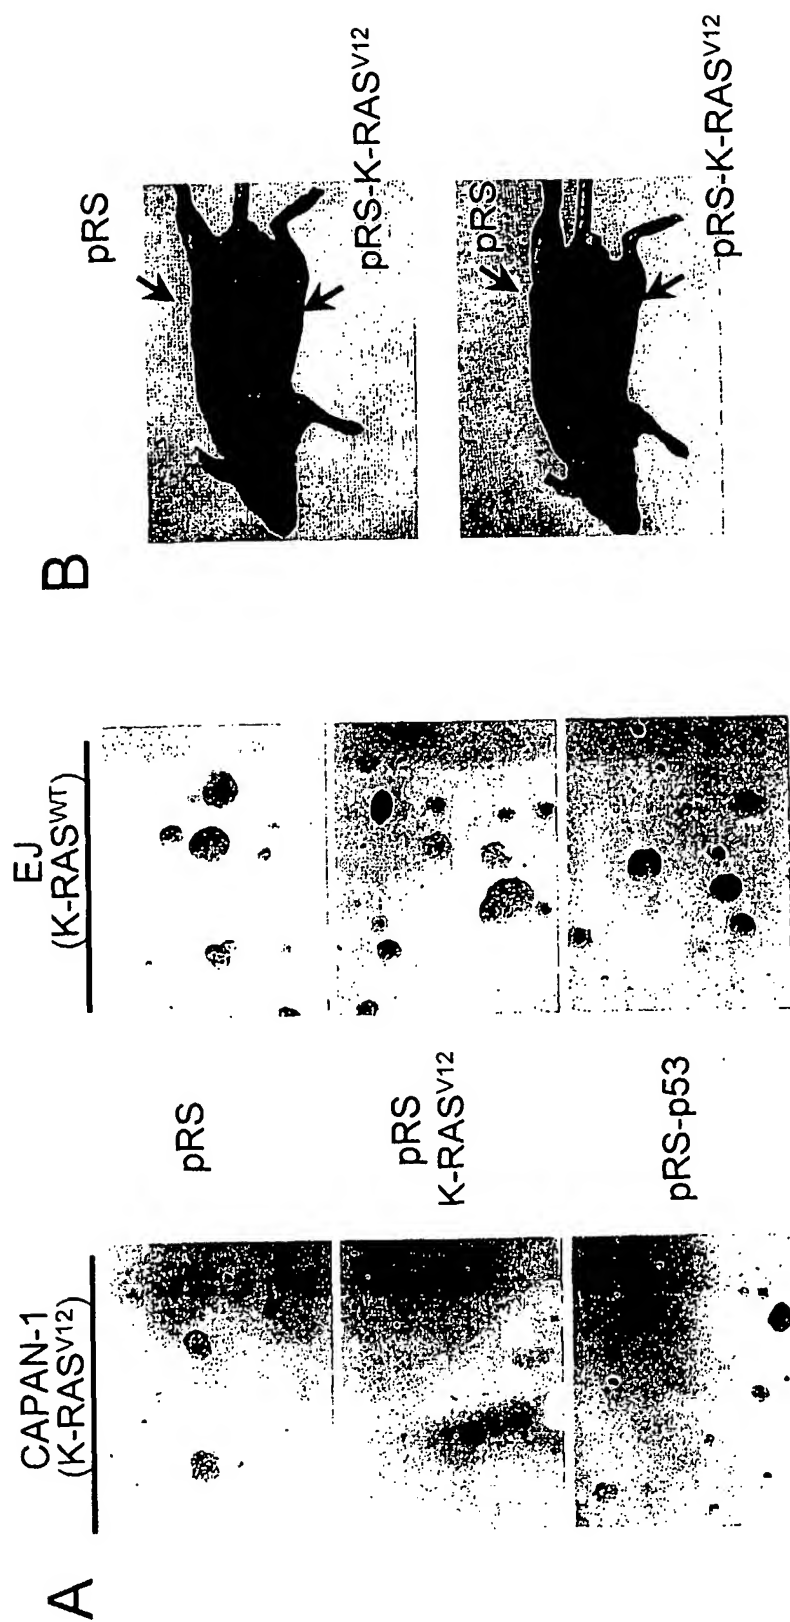 A
CAPAN-1
(K-RASV12)
EJ
(K-RASWT)
pRS
pRS
K-RASV12
pRS-p53
B
pRS
pRS-K-RASV12
pRS
pRS-K-RASV12